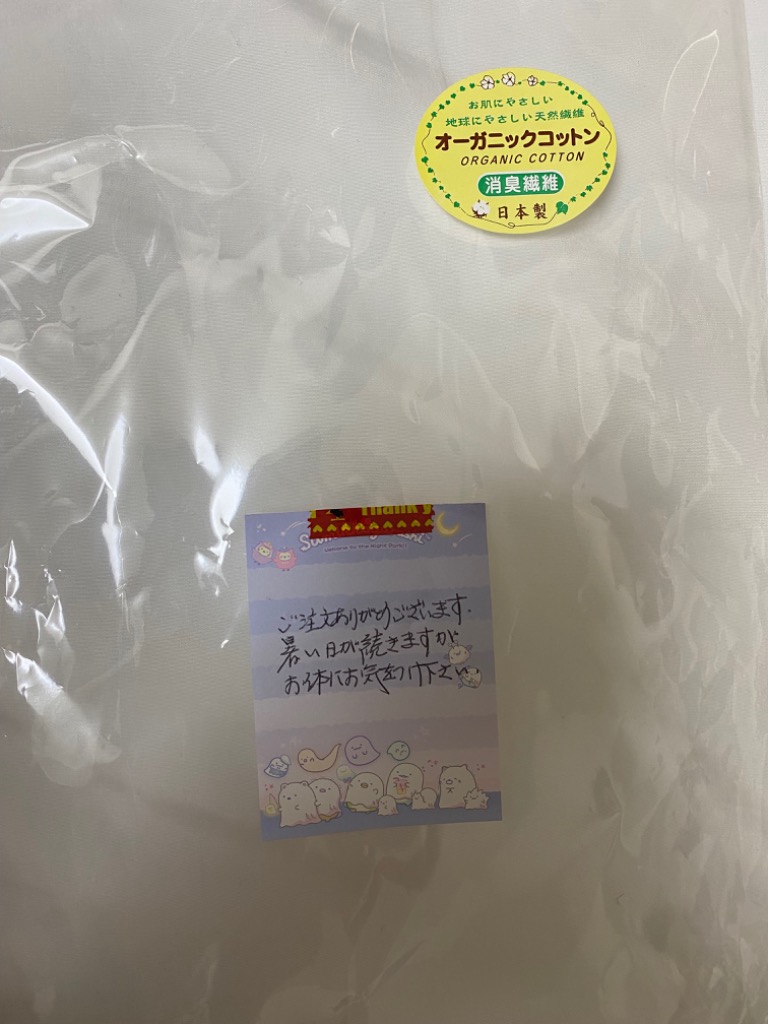 お肌にやさしい
地球にやさしい天然繊維
オーガニックコットン
ORGANIC COTTON
消臭繊維
日本製
Thanky
ご注文ありがとうございます.
暑い日が続きますが
お体にお気をつけ下さい.